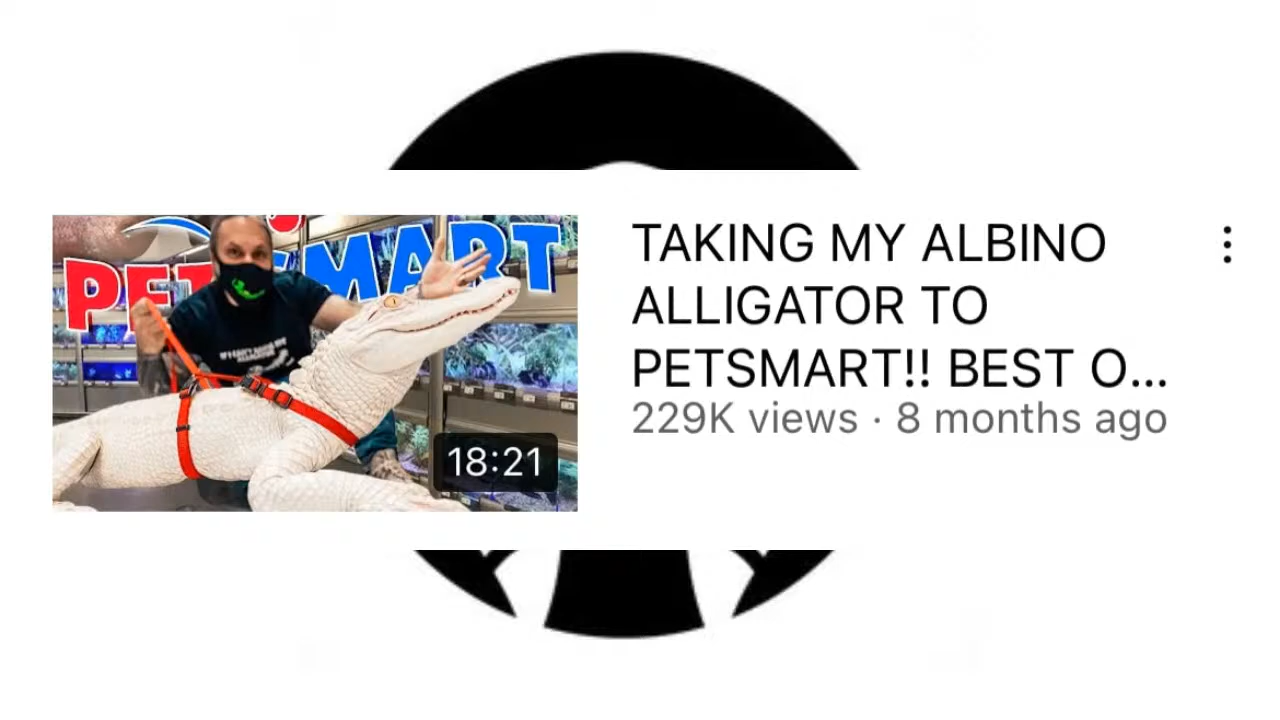 PETSMART
18:21
TAKING MY ALBINO
ALLIGATOR TO
PETSMART!! BEST O...
229K views · 8 months ago